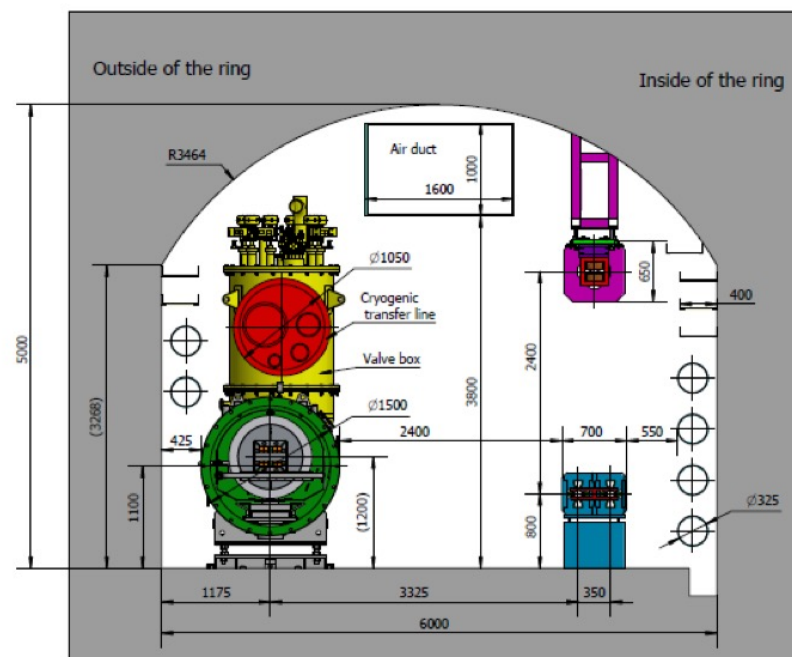 Outside of the ring
Inside of the ring
R3464
Air duct
1000
1600
Ø1050
Cryogenic
transfer line
Valve box
Ø1500
650
400
5000
(3268)
2400
3800
425
2400
700
550
1100
(1200)
800
Ø325
1175
3325
350
6000